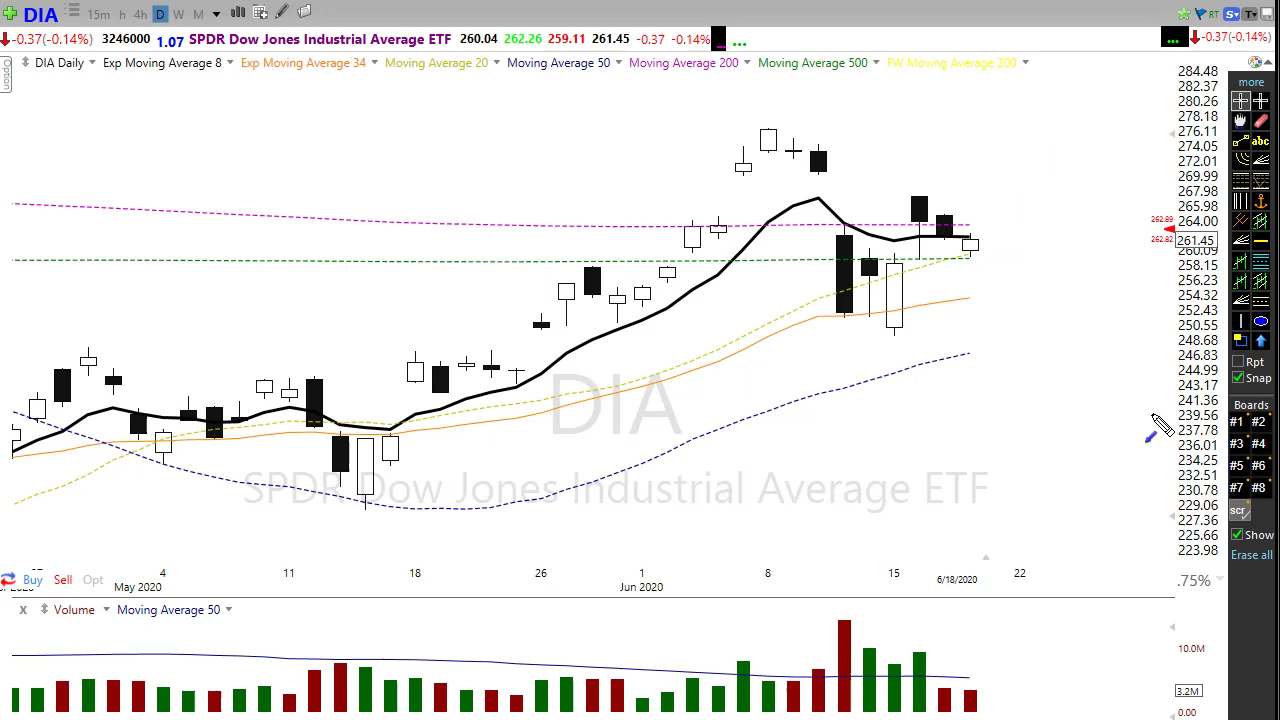 DIA 15m h 4h D W M RT S T -0.37(-0.14%)
-0.37(-0.14%) 3246000 1.07 SPDR Dow Jones Industrial Average ETF 260.04 262.26 259.11 261.45 -0.37 -0.14%
Option
DIA Daily Exp Moving Average 8 Exp Moving Average 34 Moving Average 20 Moving Average 50 Moving Average 200 Moving Average 500 FW Moving Average 200
284.48
282.37
280.26
278.18
276.11
274.05
272.01
269.99
267.98
265.98
264.00
262.89
262.82
261.45
260.09
258.15
256.23
254.32
252.43
250.55
248.68
246.83
244.99
243.17
241.36
239.56
237.78
236.01
234.25
232.51
230.78
229.06
227.36
225.66
223.98
more
abc
Rpt
Snap
Boards
#1 #2
#3 #4
#5 #6
#7 #8
scr
Show
Erase all
DIA
SPDR Dow Jones Industrial Average ETF
4 11 18 26 1 8 15 6/18/2020 22
May 2020 Jun 2020
Buy Sell Opt
.75%
X Volume Moving Average 50
10.0M
3.2M
0.00